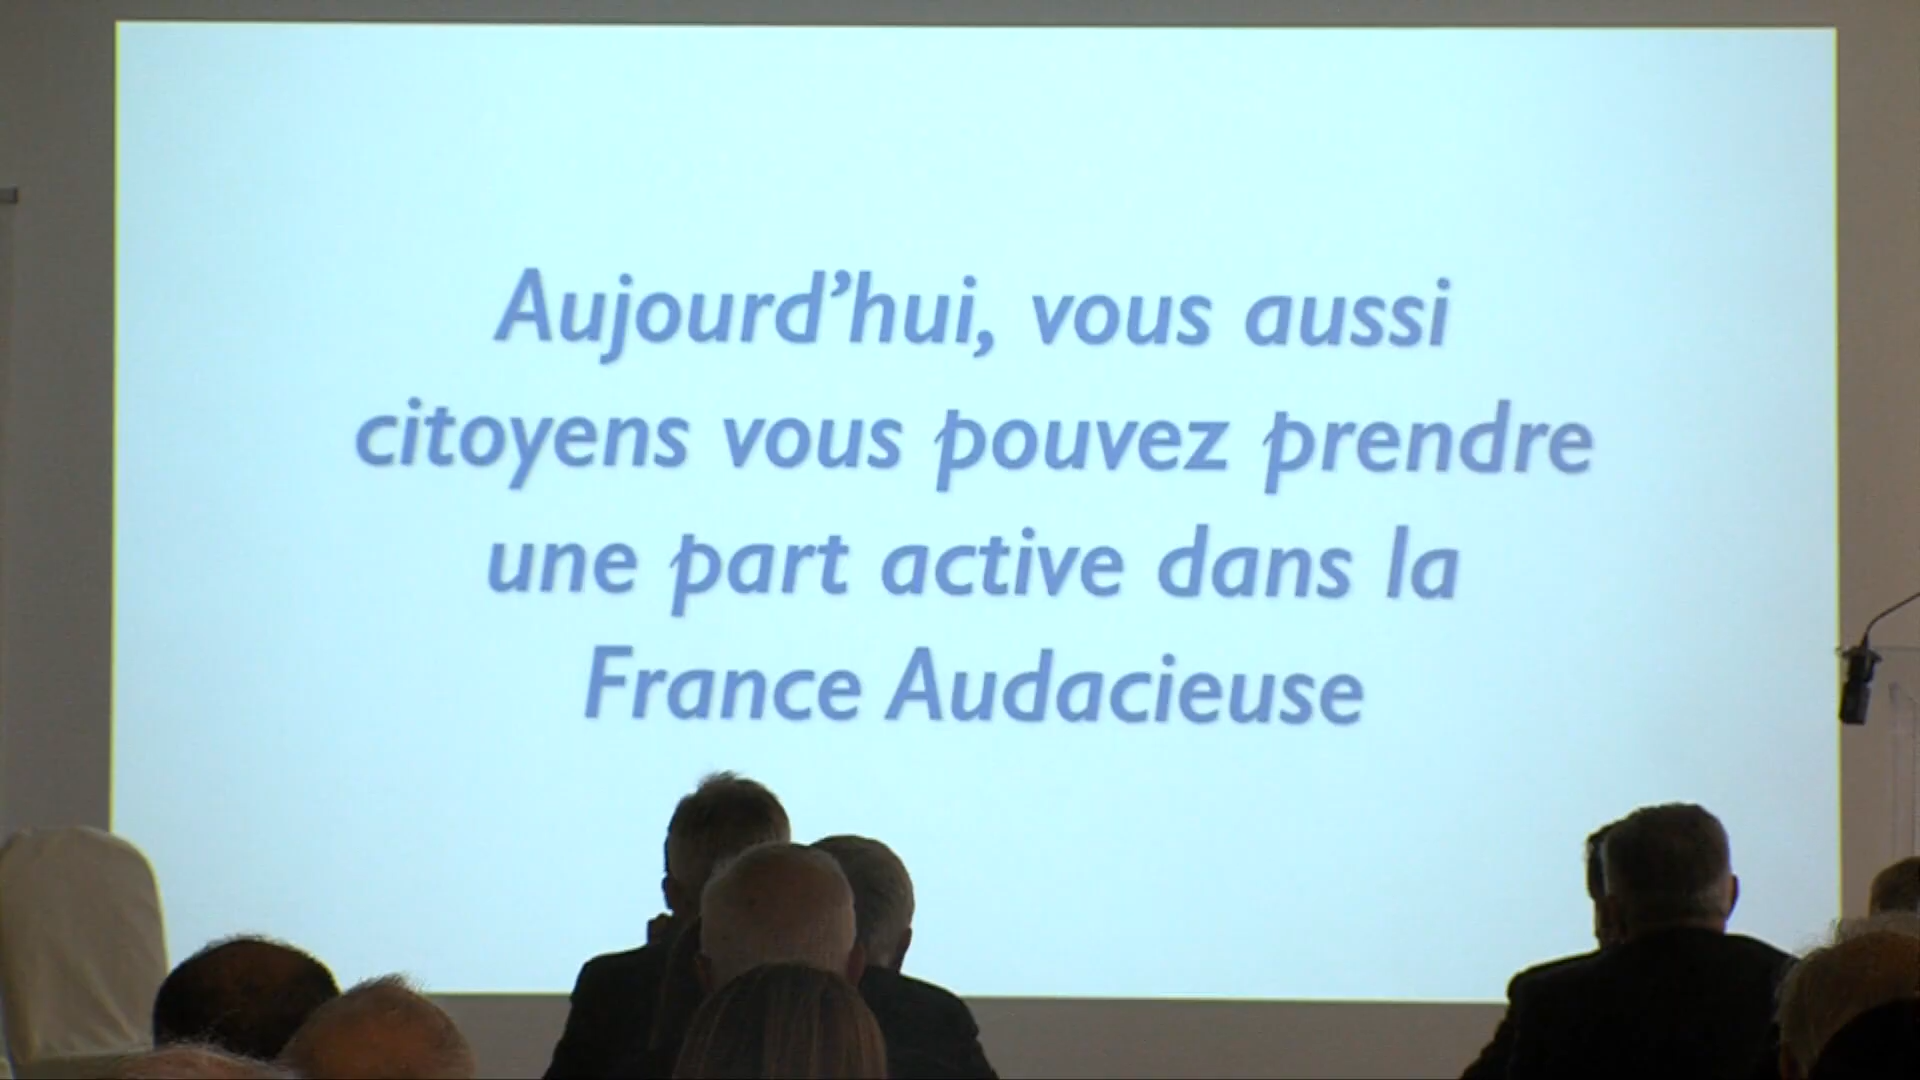 Aujourd’hui, vous aussi
citoyens vous pouvez prendre
une part active dans la
France Audacieuse